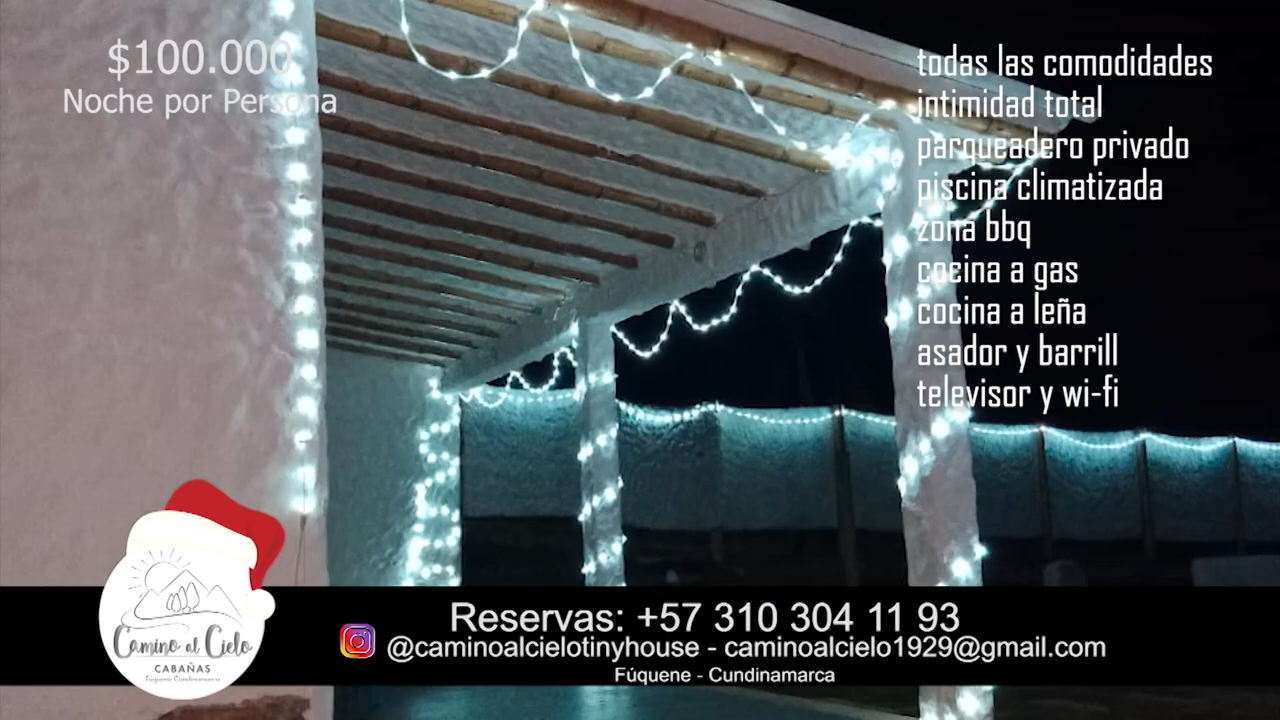 $100.000
Noche por Persona
todas las comodidades
intimidad total
parqueadero privado
piscina climatizada
zona bbq
cocina a gas
cocina a leña
asador y barrill
televisor y wi-fi
Camino al Cielo
CABAÑAS
Fúquene Cundinamarca
Reservas: +57 310 304 11 93
@caminoalcielotinyhouse - caminoalcielo1929@gmail.com
Fúquene - Cundinamarca